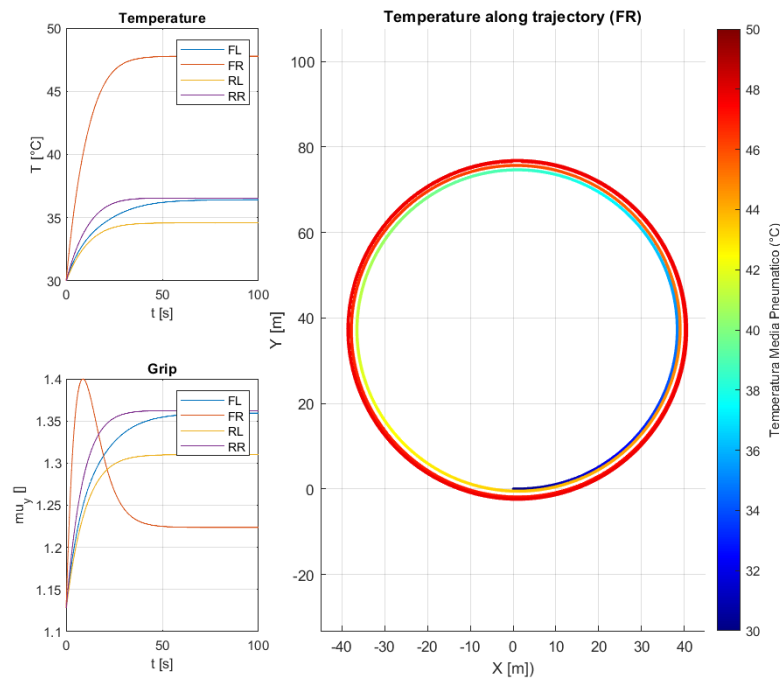 Temperature
50
45
40
35
30
T [°C]
0
50
100
t [s]
FL
FR
RL
RR
Grip
1.4
1.35
1.3
1.25
1.2
1.15
1.1
mu_y []
0
50
100
t [s]
FL
FR
RL
RR
Temperature along trajectory (FR)
100
80
60
40
20
0
-20
Y [m]
-40
-30
-20
-10
0
10
20
30
40
X [m])
50
48
46
44
42
40
38
36
34
32
30
Temperatura Media Pneumatico (°C)